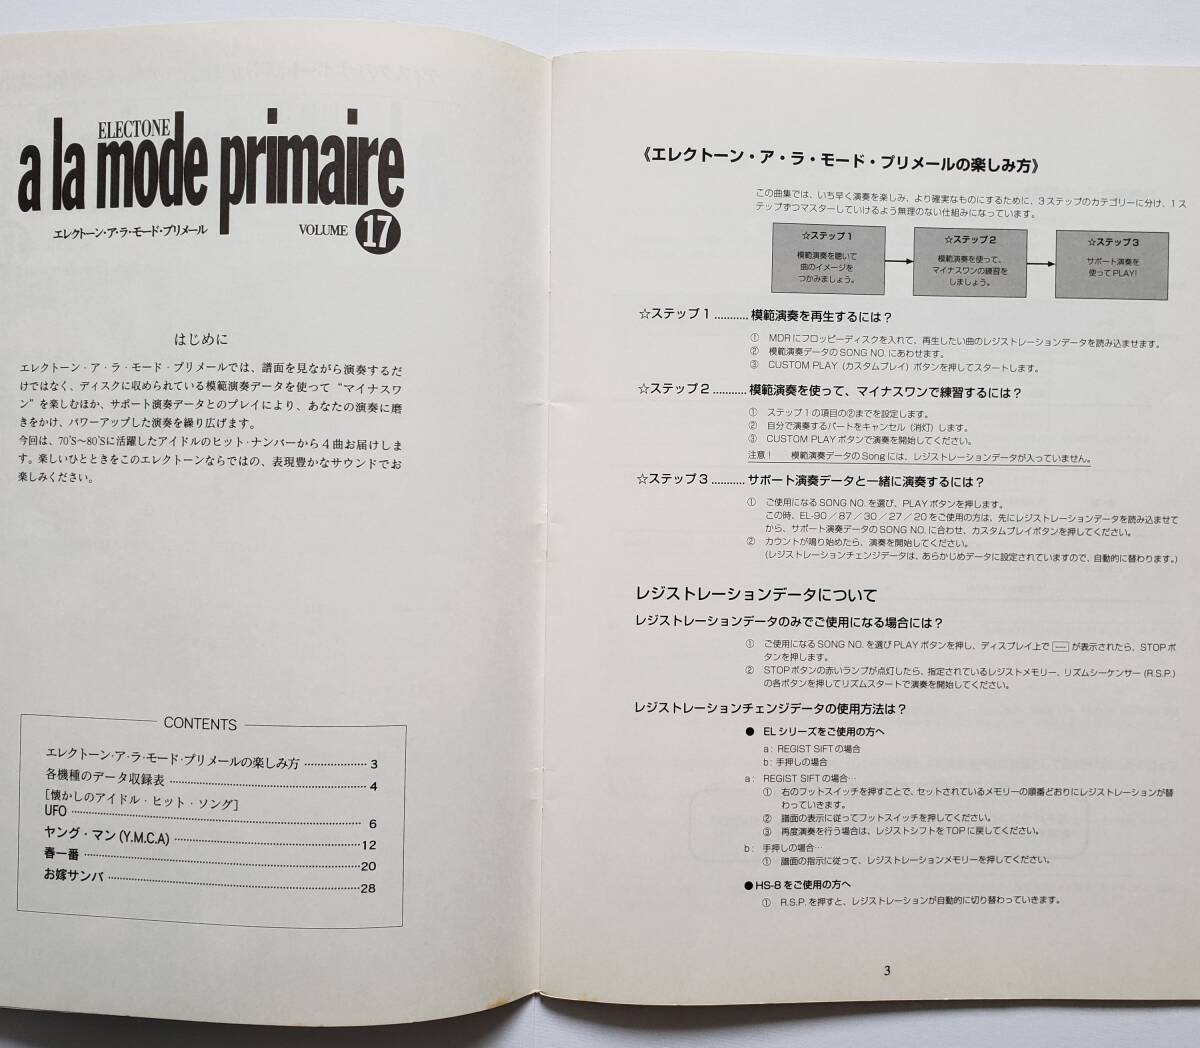 ELECTONE
a la mode primaire
エレクトーン・ア・ラ・モード・プリメール
VOLUME 17
はじめに
エレクトーン・ア・ラ・モード・プリメールでは、譜面を見ながら演奏するだ
けではなく、ディスクに収められている模範演奏データを使って“マイナスワ
ン”を楽しむほか、サポート演奏データとのプレイにより、あなたの演奏に磨
きをかけ、パワーアップした演奏を繰り広げます。
今回は、70'S〜80'Sに活躍したアイドルのヒット・ナンバーから４曲お届けしま
す。楽しいひとときをこのエレクトーンならではの、表現豊かなサウンドでお
楽しみください。
CONTENTS
エレクトーン・ア・ラ・モード・プリメールの楽しみ方 ………………… 3
各機種のデータ収録表 ………………… 4
［懐かしのアイドル・ヒット・ソング］
UFO ………………… 6
ヤング・マン(Y.M.C.A) ………………… 12
春一番 ………………… 20
お嫁サンバ ………………… 28
《エレクトーン・ア・ラ・モード・プリメールの楽しみ方》
この曲集では、いち早く演奏を楽しみ、より確実なものにするために、３ステップのカテゴリーに分け、１ス
テップずつマスターしていけるよう無理のない仕組みになっています。
☆ステップ１
模範演奏を聴いて
曲のイメージを
つかみましょう。
☆ステップ２
模範演奏を使って、
マイナスワンの練習を
しましょう。
☆ステップ３
サポート演奏を
使ってPLAY!
☆ステップ１………… 模範演奏を再生するには？
① MDRにフロッピーディスクを入れて、再生したい曲のレジストレーションデータを読み込ませます。
② 模範演奏データのSONG NO.にあわせます。
③ CUSTOM PLAY（カスタムプレイ）ボタンを押してスタートします。
☆ステップ２………… 模範演奏を使って、マイナスワンで練習するには？
① ステップ１の項目の②までを設定します。
② 自分で演奏するパートをキャンセル（消灯）します。
③ CUSTOM PLAYボタンで演奏を開始してください。
注意！ 模範演奏データのSongには、レジストレーションデータが入っていません。
☆ステップ３………… サポート演奏データと一緒に演奏するには？
① ご使用になるSONG NO.を選び、PLAYボタンを押します。
この時、EL-90／87／30／27／20をご使用の方は、先にレジストレーションデータを読み込ませて
から、サポート演奏データのSONG NO.に合わせ、カスタムプレイボタンを押してください。
② カウントが鳴り始めたら、演奏を開始してください。
（レジストレーションチェンジデータは、あらかじめデータに設定されていますので、自動的に替わります。）
レジストレーションデータについて
レジストレーションデータのみでご使用になる場合には？
① ご使用になるSONG NO.を選びPLAYボタンを押し、ディスプレイ上で[―]が表示されたら、STOPボ
タンを押します。
② STOPボタンの赤いランプが点灯したら、指定されているレジストメモリー、リズムシーケンサー(R.S.P.)
の各ボタンを押してリズムスタートで演奏を開始してください。
レジストレーションチェンジデータの使用方法は？
● ELシリーズをご使用の方へ
a：REGIST SIFTの場合
b：手押しの場合
a：REGIST SIFTの場合…
① 右のフットスイッチを押すことで、セットされているメモリーの順番どおりにレジストレーションが替
わっていきます。
② 譜面の表示に従ってフットスイッチを押してください。
③ 再度演奏を行う場合は、レジストシフトをTOPに戻してください。
b：手押しの場合…
① 譜面の指示に従って、レジストレーションメモリーを押してください。
● HS-8をご使用の方へ
① R.S.P.を押すと、レジストレーションが自動的に切り替わっていきます。
3